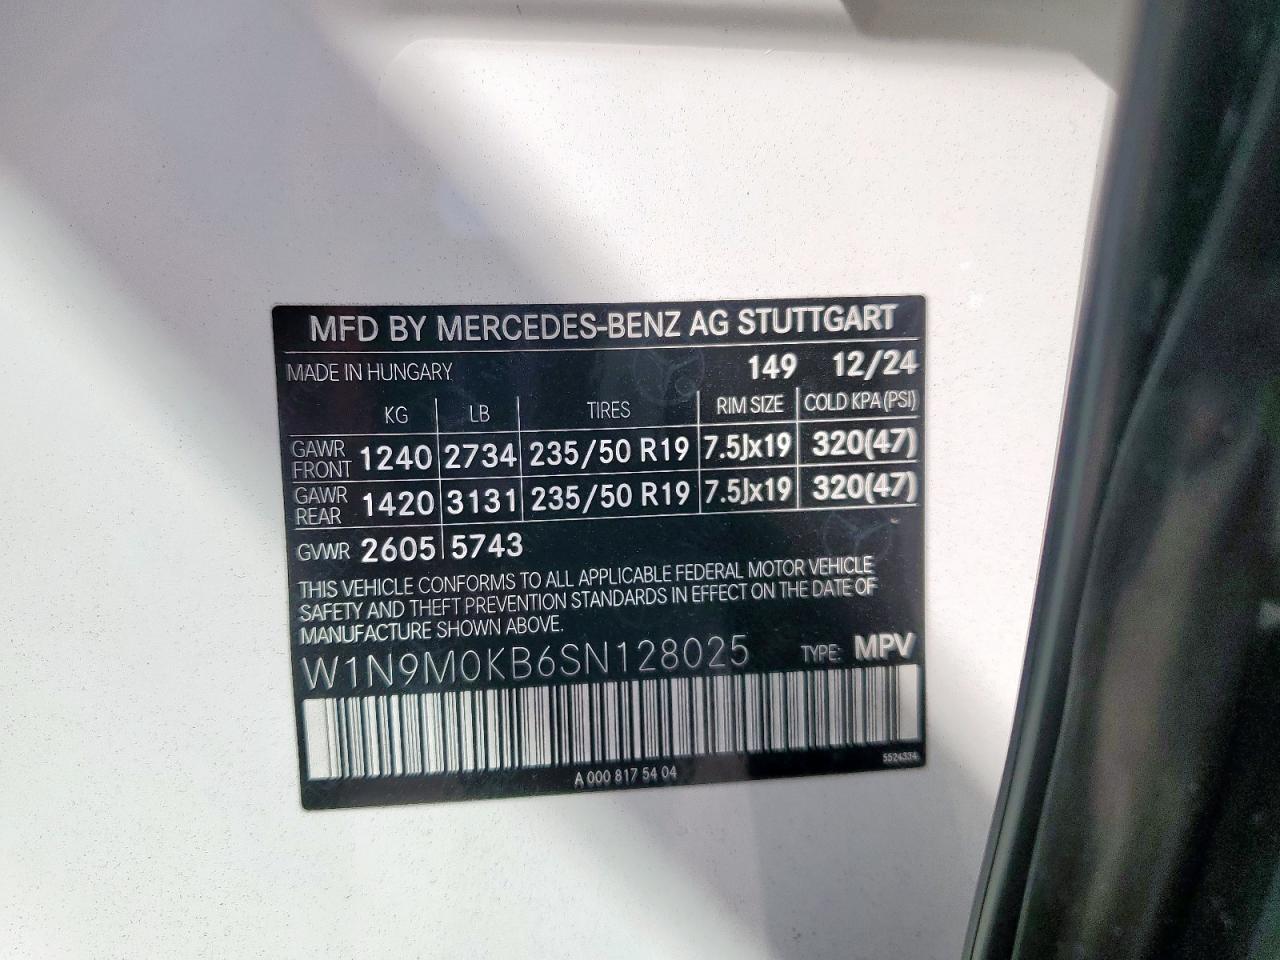 MFD BY MERCEDES-BENZ AG STUTTGART
MADE IN HUNGARY 149 12/24
KG LB TIRES RIM SIZE COLD KPA (PSI)
GAWR FRONT 1240 2734 235/50 R19 7.5Jx19 320(47)
GAWR REAR 1420 3131 235/50 R19 7.5Jx19 320(47)
GVWR 2605 5743
THIS VEHICLE CONFORMS TO ALL APPLICABLE FEDERAL MOTOR VEHICLE
SAFETY AND THEFT PREVENTION STANDARDS IN EFFECT ON THE DATE OF
MANUFACTURE SHOWN ABOVE.
W1N9M0KB6SN128025 TYPE: MPV
A 000 817 54 04 5524334